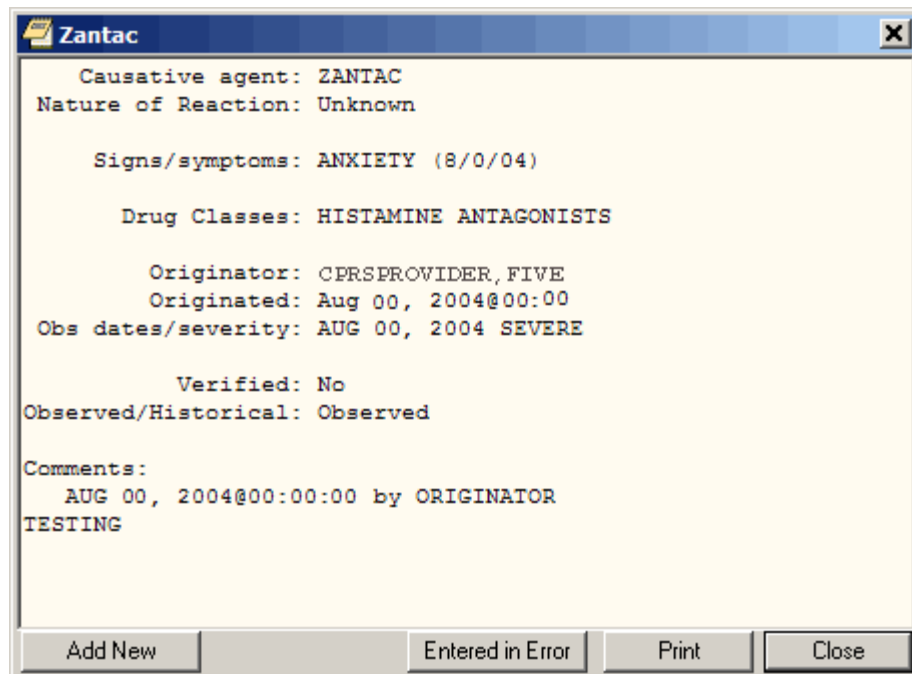 Zantac
Causative agent: ZANTAC
Nature of Reaction: Unknown
Signs/symptoms: ANXIETY (8/0/04)
Drug Classes: HISTAMINE ANTAGONISTS
Originator: CPRSPROVIDER,FIVE
Originated: Aug 00, 2004@00:00
Obs dates/severity: AUG 00, 2004 SEVERE
Verified: No
Observed/Historical: Observed
Comments:
AUG 00, 2004@00:00:00 by ORIGINATOR
TESTING
Add New Entered in Error Print Close